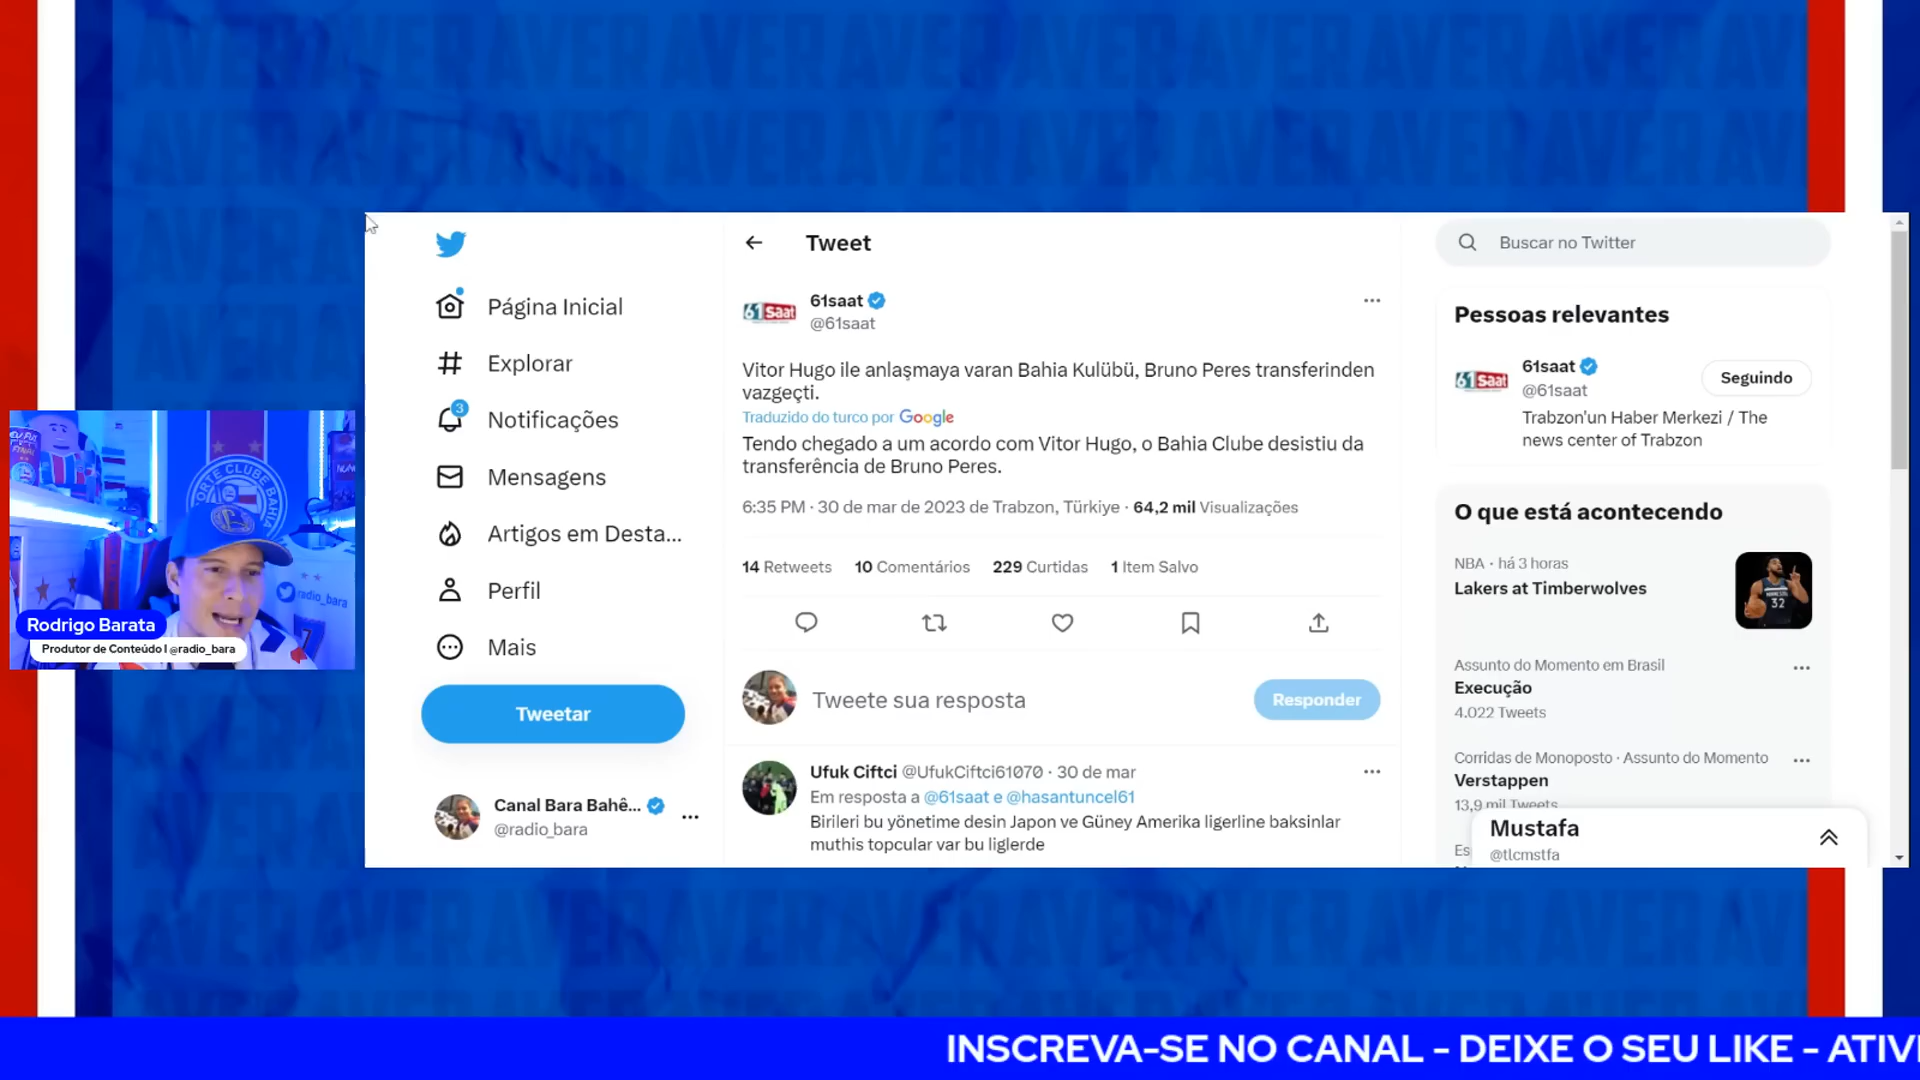 Tweet
Buscar no Twitter
Página Inicial
Explorar
3
Notificações
Mensagens
Artigos em Desta...
Perfil
Mais
Tweetar
Canal Bara Bahê...
@radio_bara
61saat
@61saat
Vitor Hugo ile anlaşmaya varan Bahia Kulübü, Bruno Peres transferinden
vazgeçti.
Traduzido do turco por Google
Tendo chegado a um acordo com Vitor Hugo, o Bahia Clube desistiu da
transferência de Bruno Peres.
6:35 PM · 30 de mar de 2023 de Trabzon, Türkiye · 64,2 mil Visualizações
14 Retweets 10 Comentários 229 Curtidas 1 Item Salvo
Tweete sua resposta
Responder
Ufuk Ciftci @UfukCiftci61070 · 30 de mar
Em resposta a @61saat e @hasantuncel61
Birileri bu yönetime desin Japon ve Güney Amerika ligerline baksinlar
muthis topcular var bu liglerde
Pessoas relevantes
61saat
@61saat
Seguindo
Trabzon'un Haber Merkezi / The
news center of Trabzon
O que está acontecendo
NBA · há 3 horas
Lakers at Timberwolves
Assunto do Momento em Brasil
Execução
4.022 Tweets
Corridas de Monoposto · Assunto do Momento
Verstappen
13,9 mil Tweets
Mustafa
@tlcmstfa
radio_bara
Rodrigo Barata
Produtor de Conteúdo | @radio_bara
INSCREVA-SE NO CANAL - DEIXE O SEU LIKE - ATIV